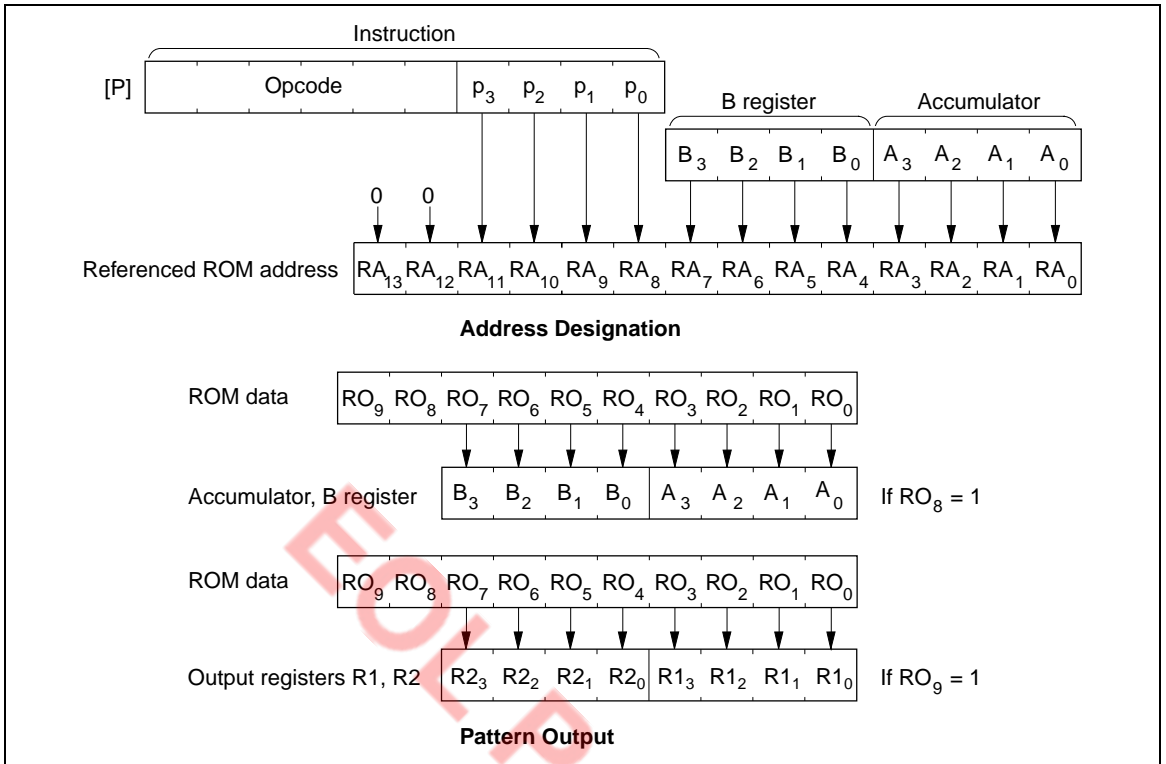 Instruction
[P] Opcode p3 p2 p1 p0
B register Accumulator
B3 B2 B1 B0 A3 A2 A1 A0
0 0
Referenced ROM address RA13 RA12 RA11 RA10 RA9 RA8 RA7 RA6 RA5 RA4 RA3 RA2 RA1 RA0
Address Designation
ROM data RO9 RO8 RO7 RO6 RO5 RO4 RO3 RO2 RO1 RO0
Accumulator, B register B3 B2 B1 B0 A3 A2 A1 A0 If RO8 = 1
ROM data RO9 RO8 RO7 RO6 RO5 RO4 RO3 RO2 RO1 RO0
Output registers R1, R2 R23 R22 R21 R20 R13 R12 R11 R10 If RO9 = 1
Pattern Output
EOL P